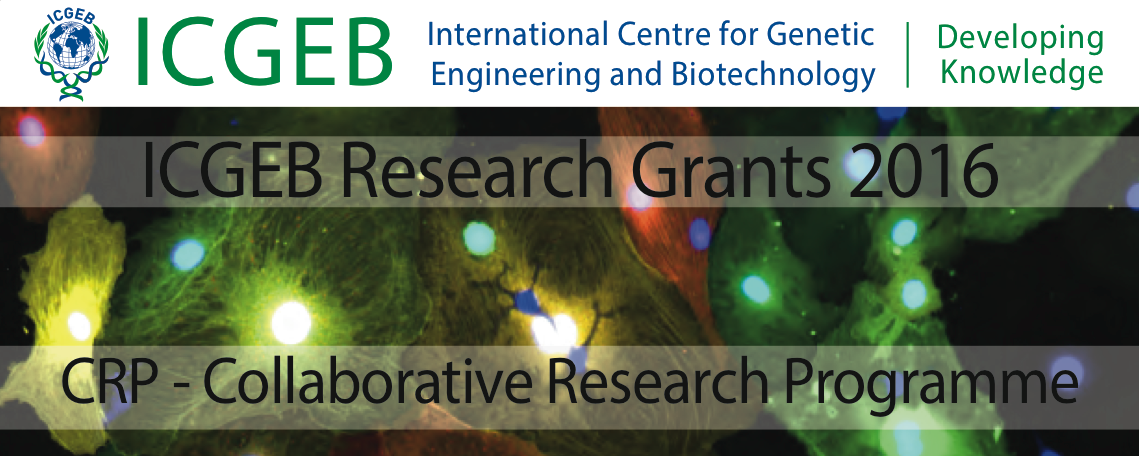 ICGEB
ICGEB
International Centre for Genetic
Engineering and Biotechnology
Developing
Knowledge
ICGEB Research Grants 2016
CRP - Collaborative Research Programme